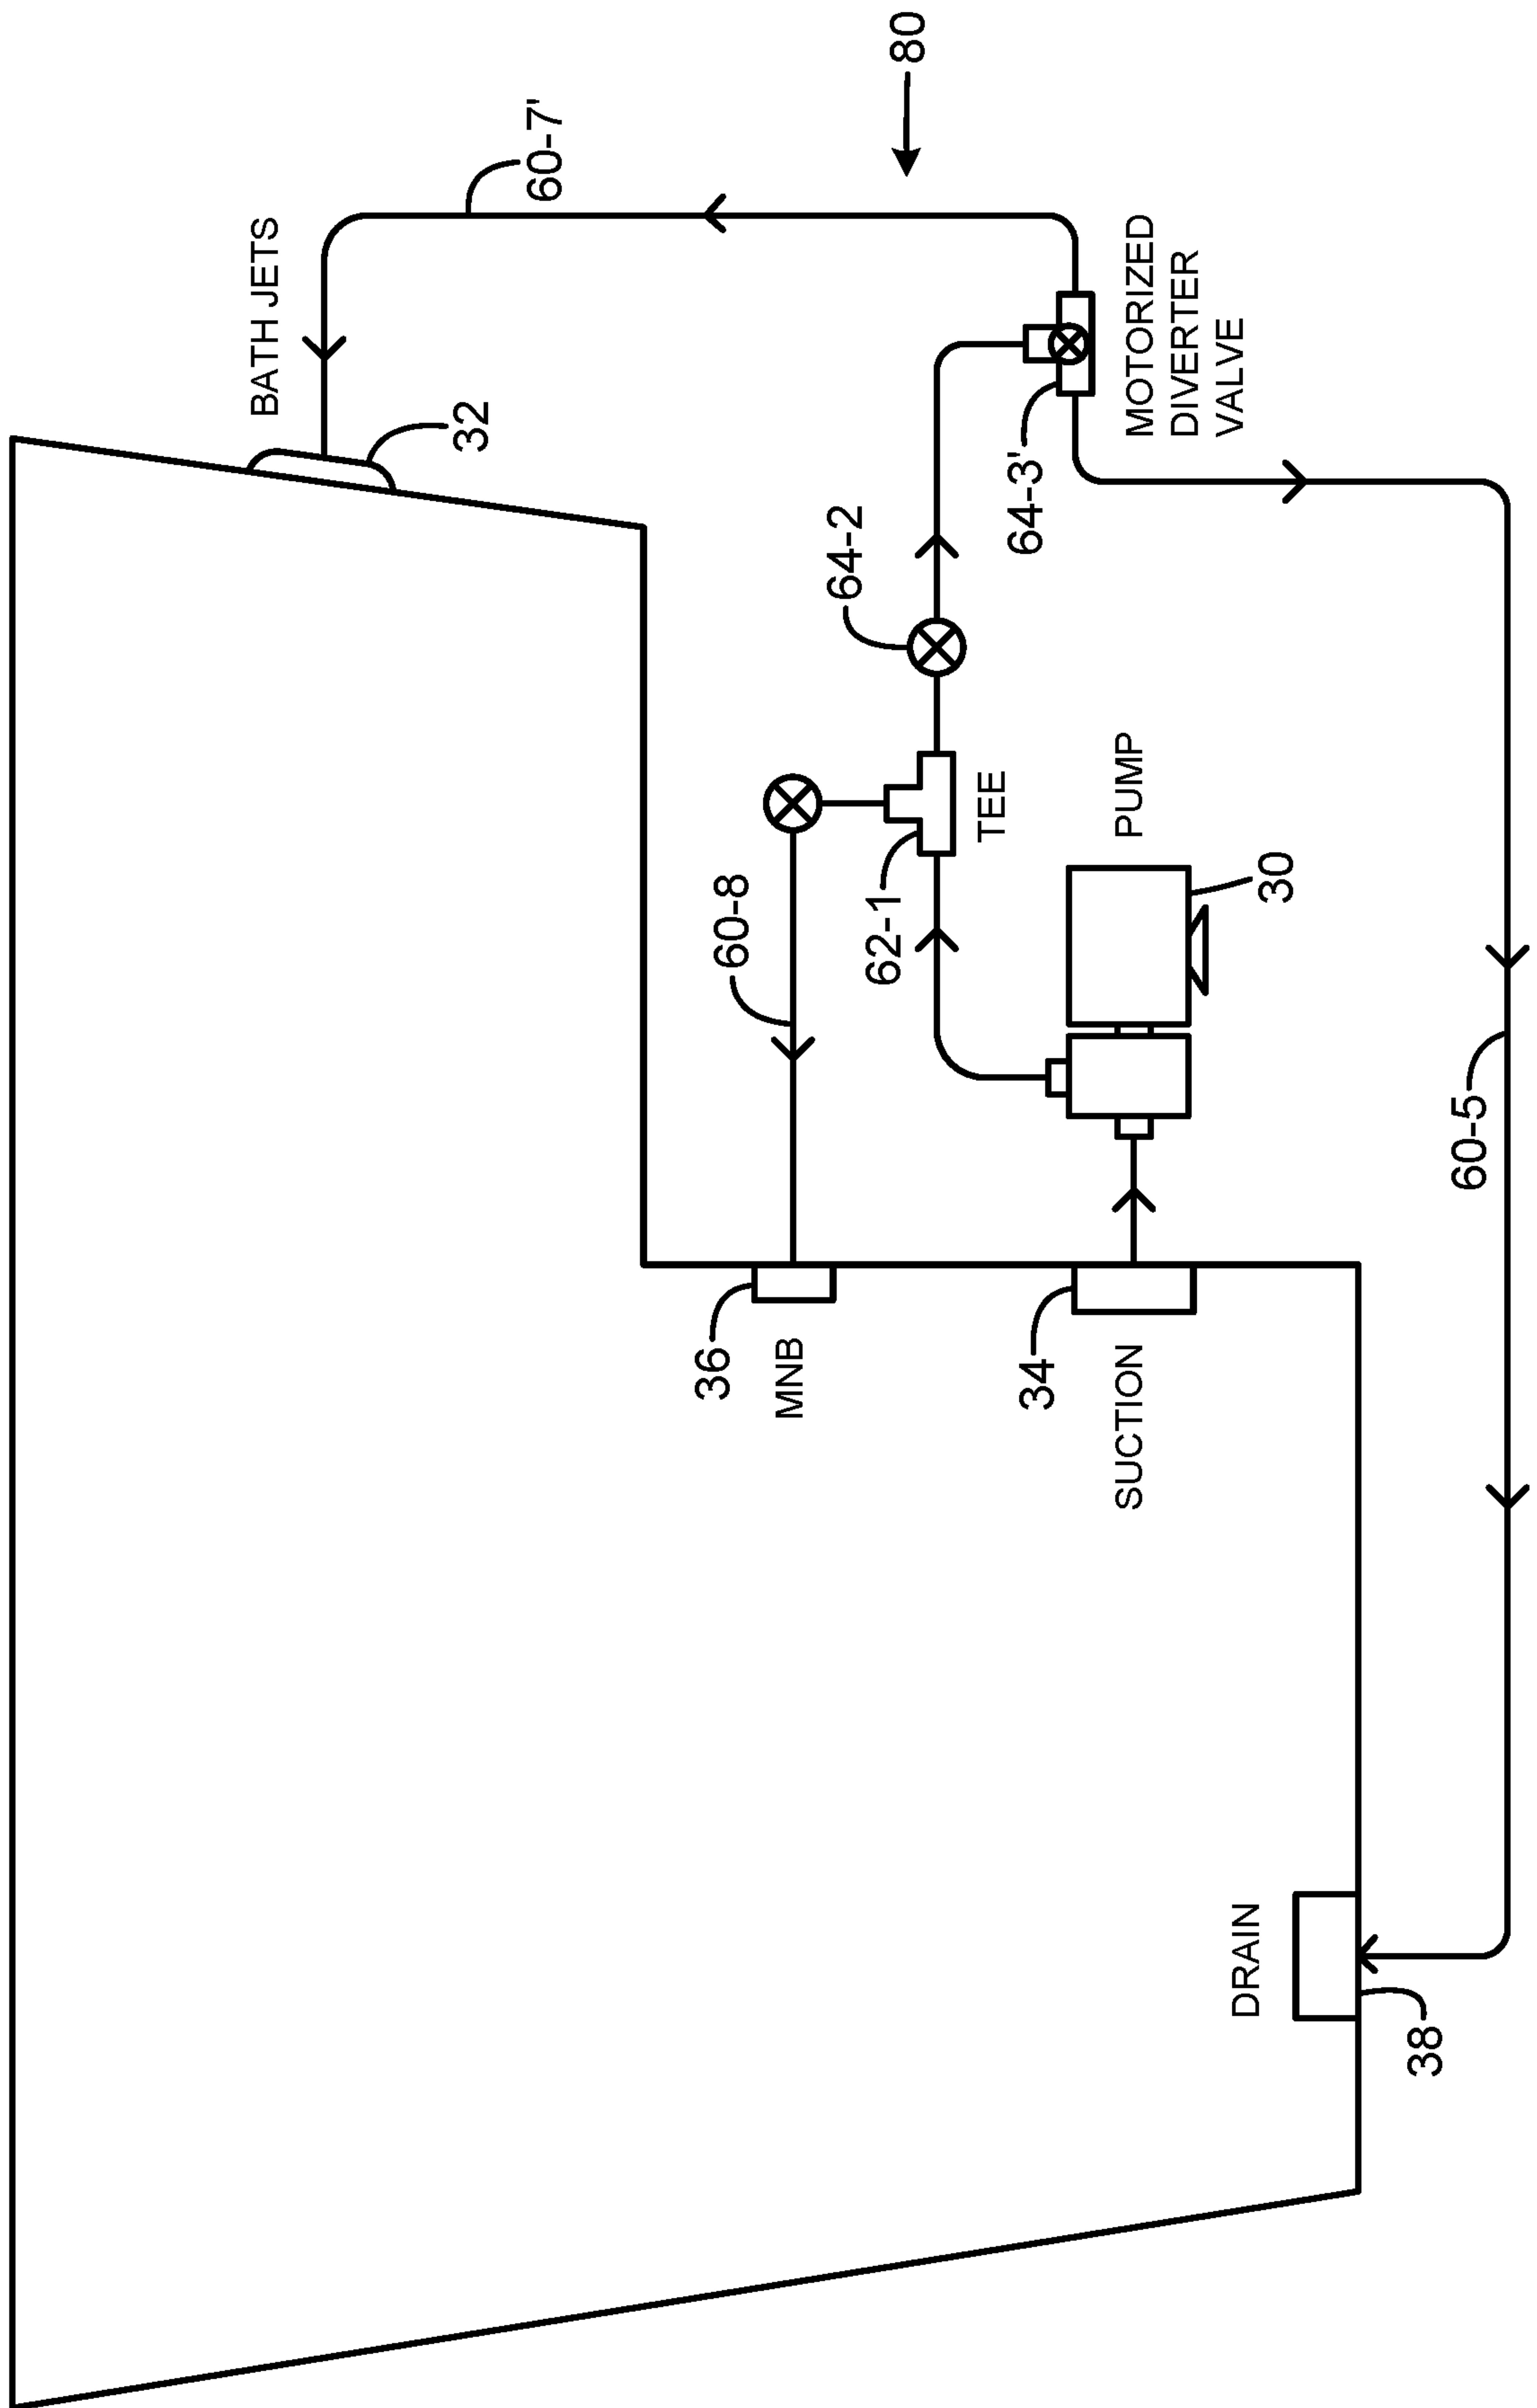 80
60-7'
BATH JETS
32
MOTORIZED
DIVERTER
VALVE
64-3'
64-2
TEE
62-1
60-8
PUMP
30
60-5
36
MNB
34
SUCTION
DRAIN
38